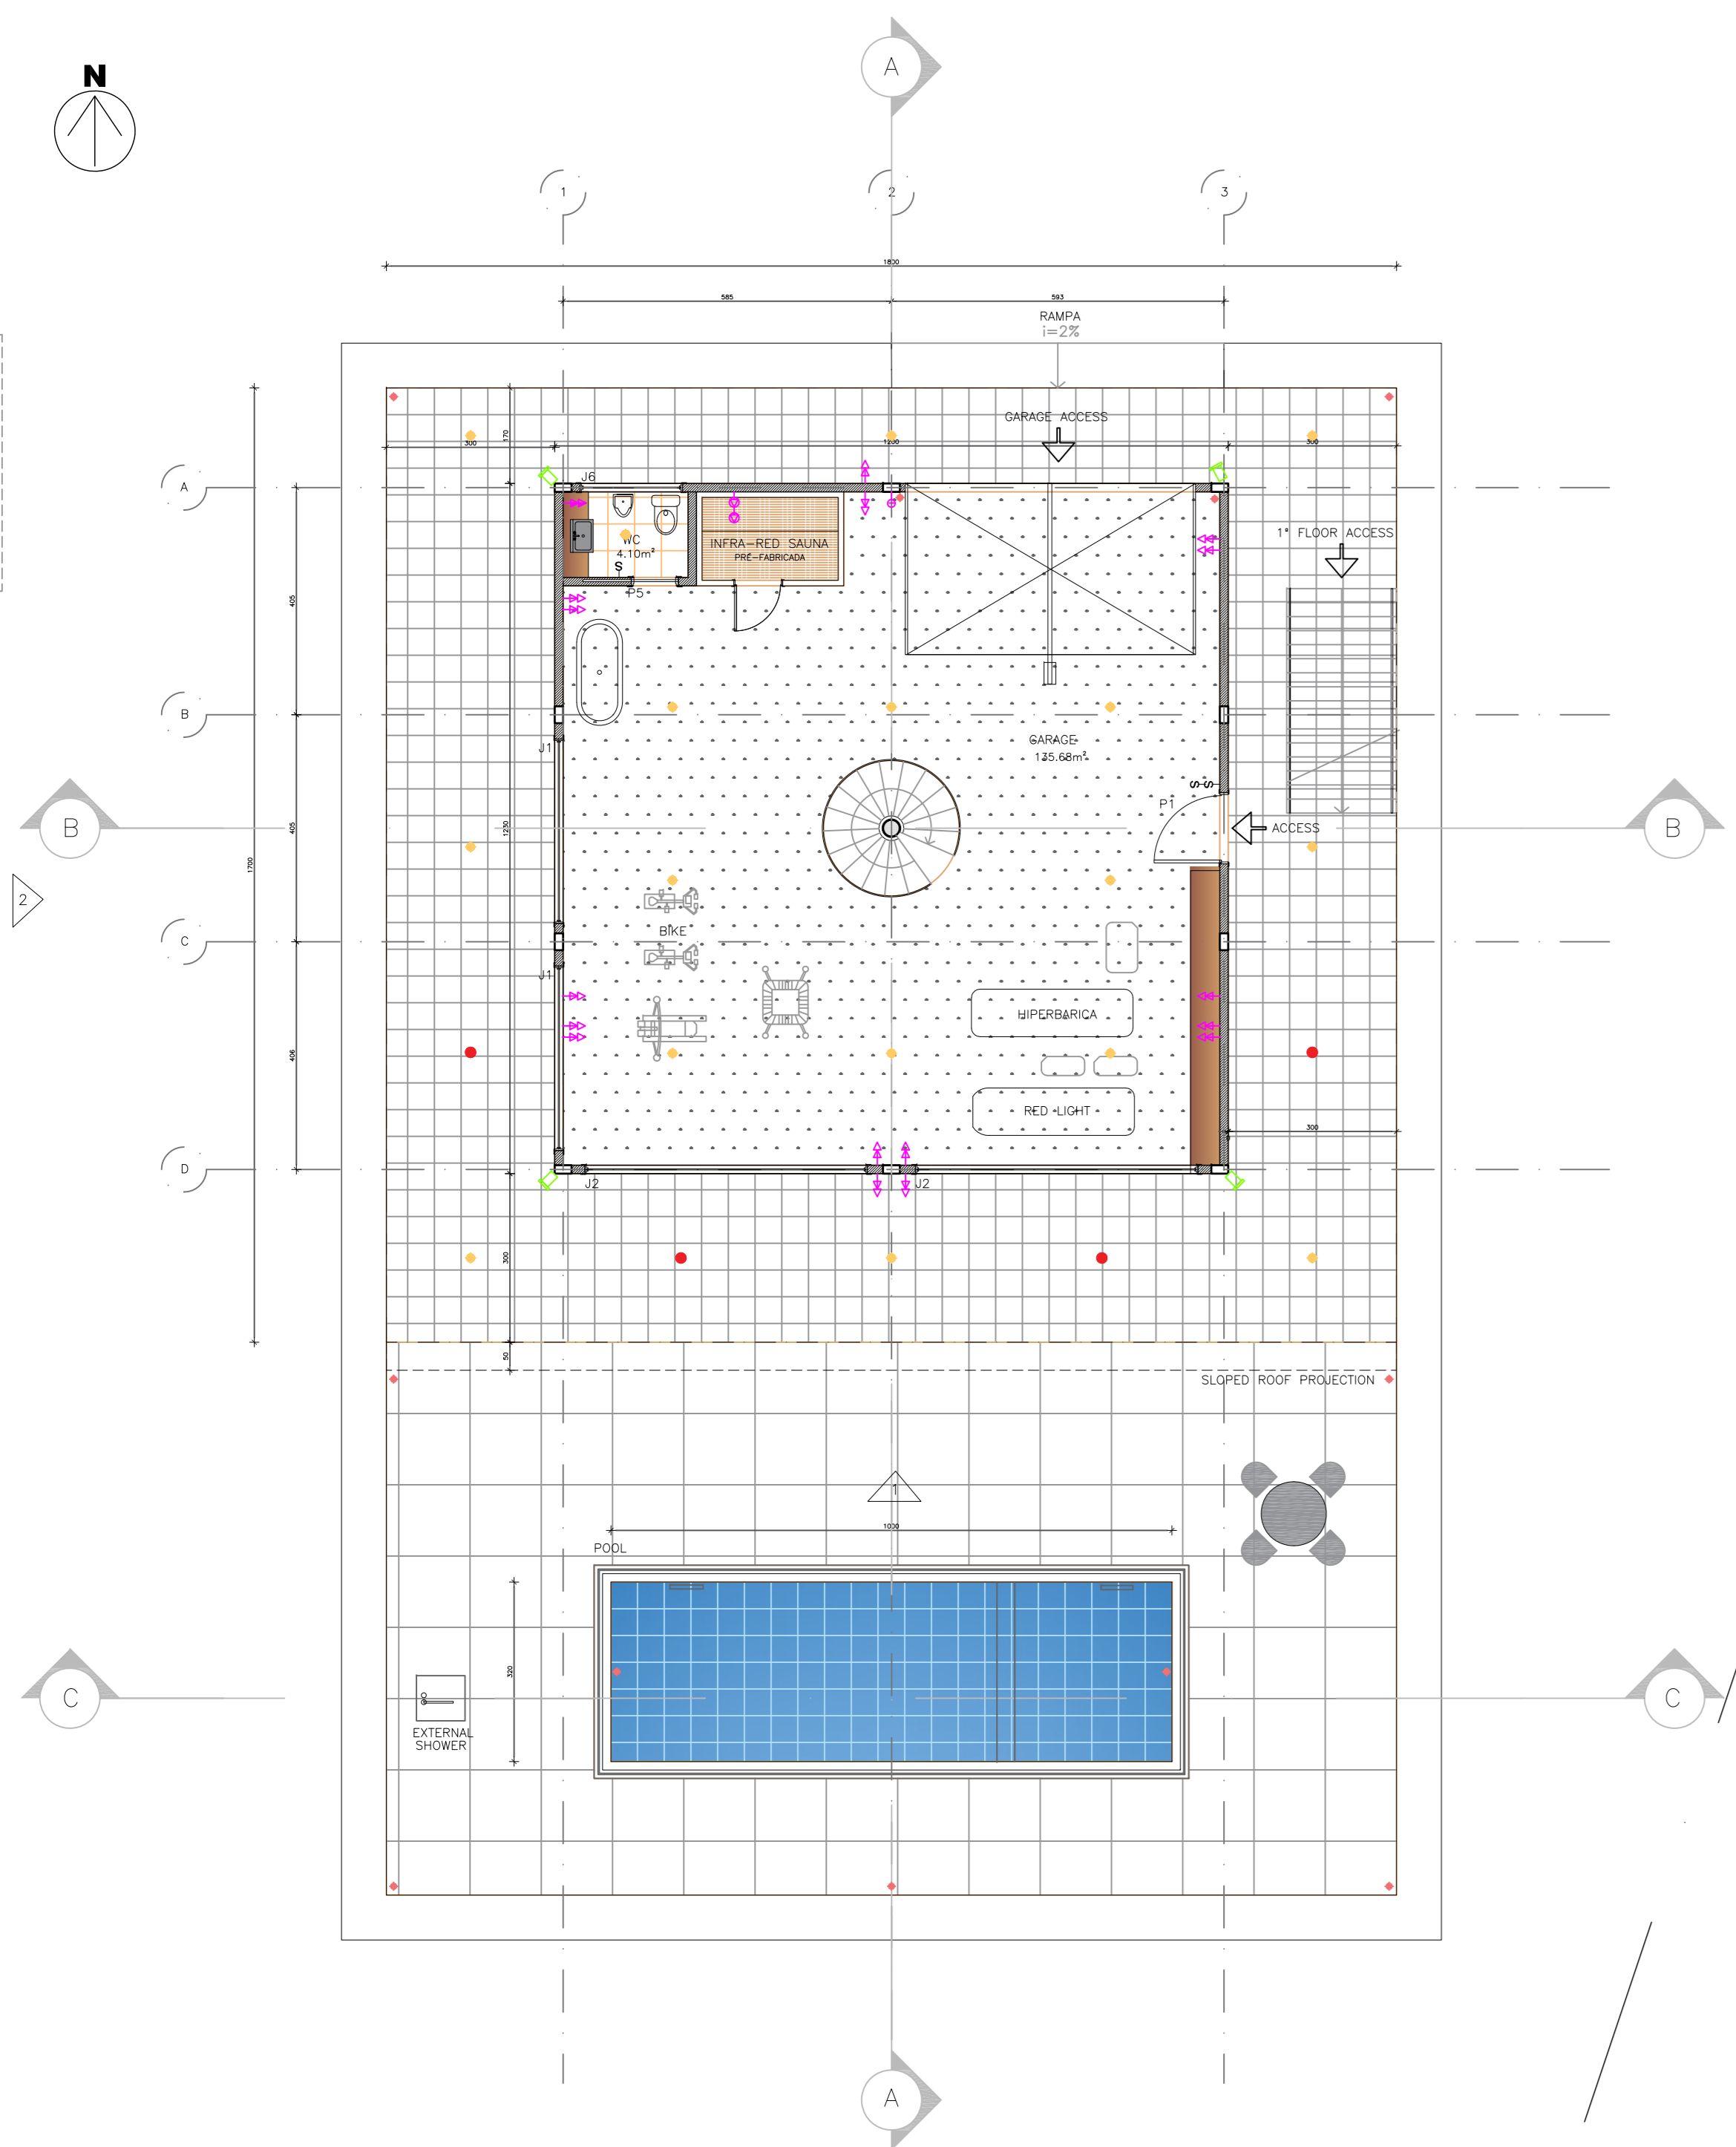 A
N
1
2
3
1800
585
593
RAMPA
i=2%
GARAGE ACCESS
300
170
1200
300
J6
A
1ª FLOOR ACCESS
INFRA-RED SAUNA
PRÉ-FABRICADA
WC
4.10m²
S
P5
405
B
GARAGE
135.68m²
J1
S S
P1
B
405
1230
ACCESS
B
1700
2
BIKE
C
J1
HIPERBARICA
406
RED LIGHT
300
D
J2
J2
300
50
SLOPED ROOF PROJECTION
1
1000
POOL
320
C
C
EXTERNAL
SHOWER
A